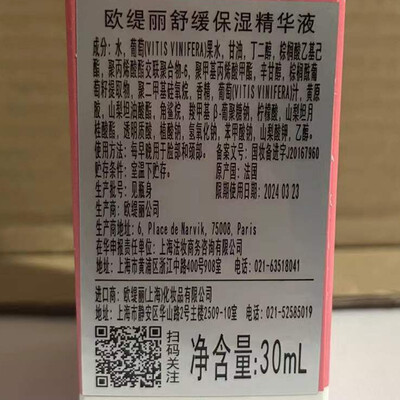 欧缇丽舒缓保湿精华液
成分：水，葡萄(VITIS VINIFERA)果水，甘油，丁二醇，棕榈酸乙基己
酯，聚丙烯酸酯交联聚合物-6，聚甲基丙烯酸甲酯，辛甘醇，棕榈酰葡
萄籽提取物，聚二甲基硅氧烷，香精，葡萄(VITIS VINIFERA)汁，黄原
胶，山梨坦油酸酯，角鲨烷，羧甲基β-葡聚糖钠，柠檬酸，山梨坦月
桂酸酯，透明质酸，植酸钠，氢氧化钠，苯甲酸钠，山梨酸钾，乙醇。
使用方法：每早晚用于脸部和颈部。 备案文号：国妆备进字J20167960
贮存条件：室温下贮存。 原产国：法国
生产批号：见瓶身 限期使用日期：2024 03 23
生产商：欧缇丽公司
生产商地址：6, Place de Narvik, 75008, Paris
在华申报责任单位：上海法妆商务咨询有限公司
地址：上海市黄浦区浙江中路400号908室 电话：021-63518041
进口商：欧缇丽(上海)化妆品有限公司
地址：上海市静安区华山路2号主楼2509-10室 电话：021-52585019
扫码关注
净含量:30mL